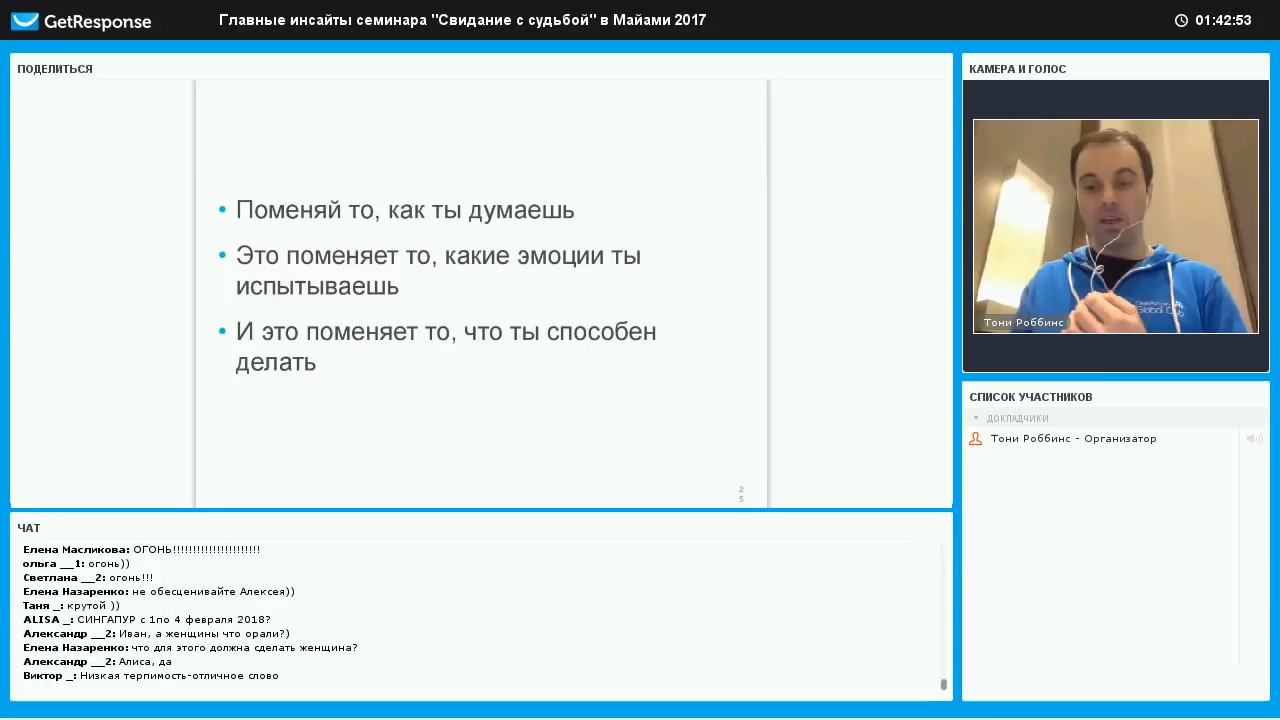 GetResponse
Главные инсайты семинара "Свидание с судьбой" в Майами 2017
01:42:53
ПОДЕЛИТЬСЯ
• Поменяй то, как ты думаешь
• Это поменяет то, какие эмоции ты
испытываешь
• И это поменяет то, что ты способен
делать
2
5
КАМЕРА И ГОЛОС
Global
Тони Роббинс
СПИСОК УЧАСТНИКОВ
ДОКЛАДЧИКИ
Тони Роббинс - Организатор
ЧАТ
Елена Масликова: ОГОНЬ!!!!!!!!!!!!!!!!!!!!!!
ольга __1: огонь))
Светлана __2: огонь!!!
Елена Назаренко: не обесценивайте Алексея))
Таня _: крутой ))
ALISA _: СИНГАПУР с 1по 4 февраля 2018?
Александр __2: Иван, а женщины что орали?)
Елена Назаренко: что для этого должна сделать женщина?
Александр __2: Алиса, да
Виктор _: Низкая терпимость-отличное слово